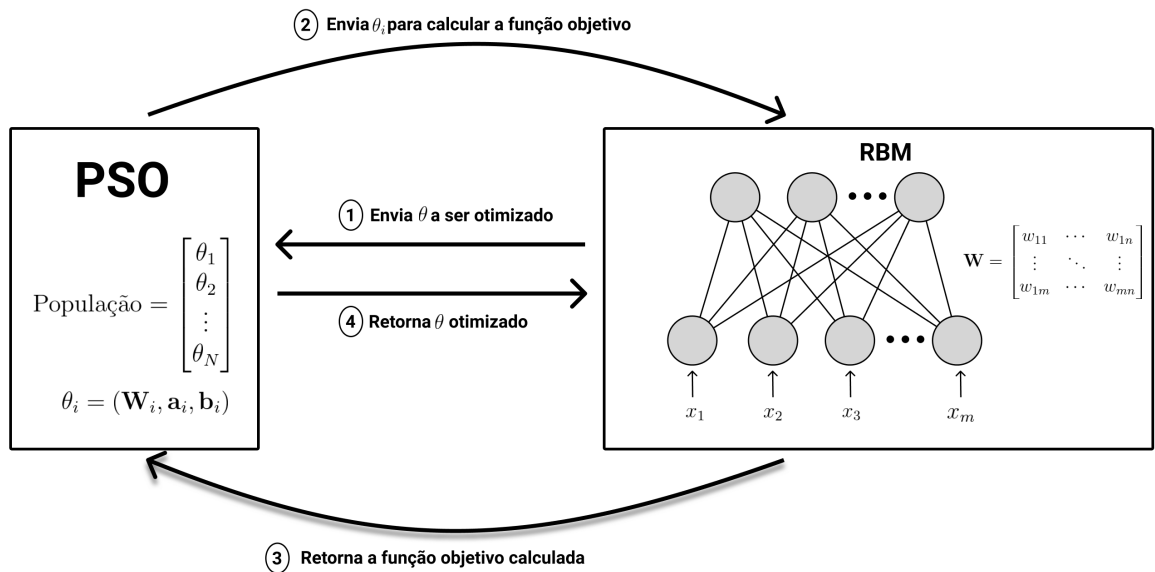 2 Envia θi para calcular a função objetivo
PSO
População = [θ1 θ2 ⋮ θN]
θi = (Wi, ai, bi)
1 Envia θ a ser otimizado
4 Retorna θ otimizado
RBM
W = [w11 ⋯ w1n
⋮ ⋱ ⋮
w1m ⋯ wmn]
x1 x2 x3 xm
3 Retorna a função objetivo calculada